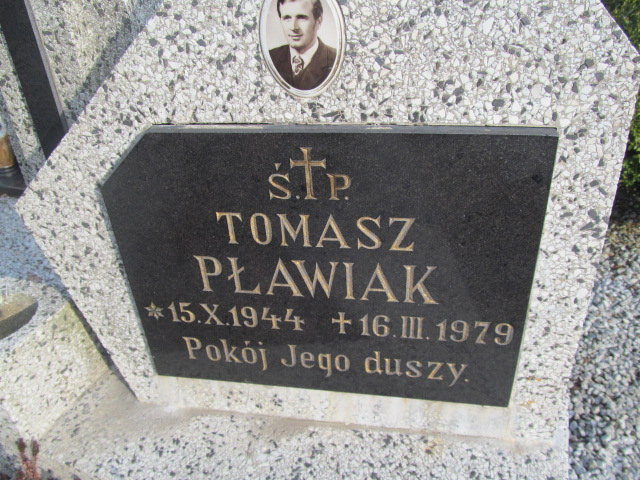 Ś.†P.
TOMASZ
PŁAWIAK
* 15.X.1944 † 16.III.1979
Pokój Jego duszy.